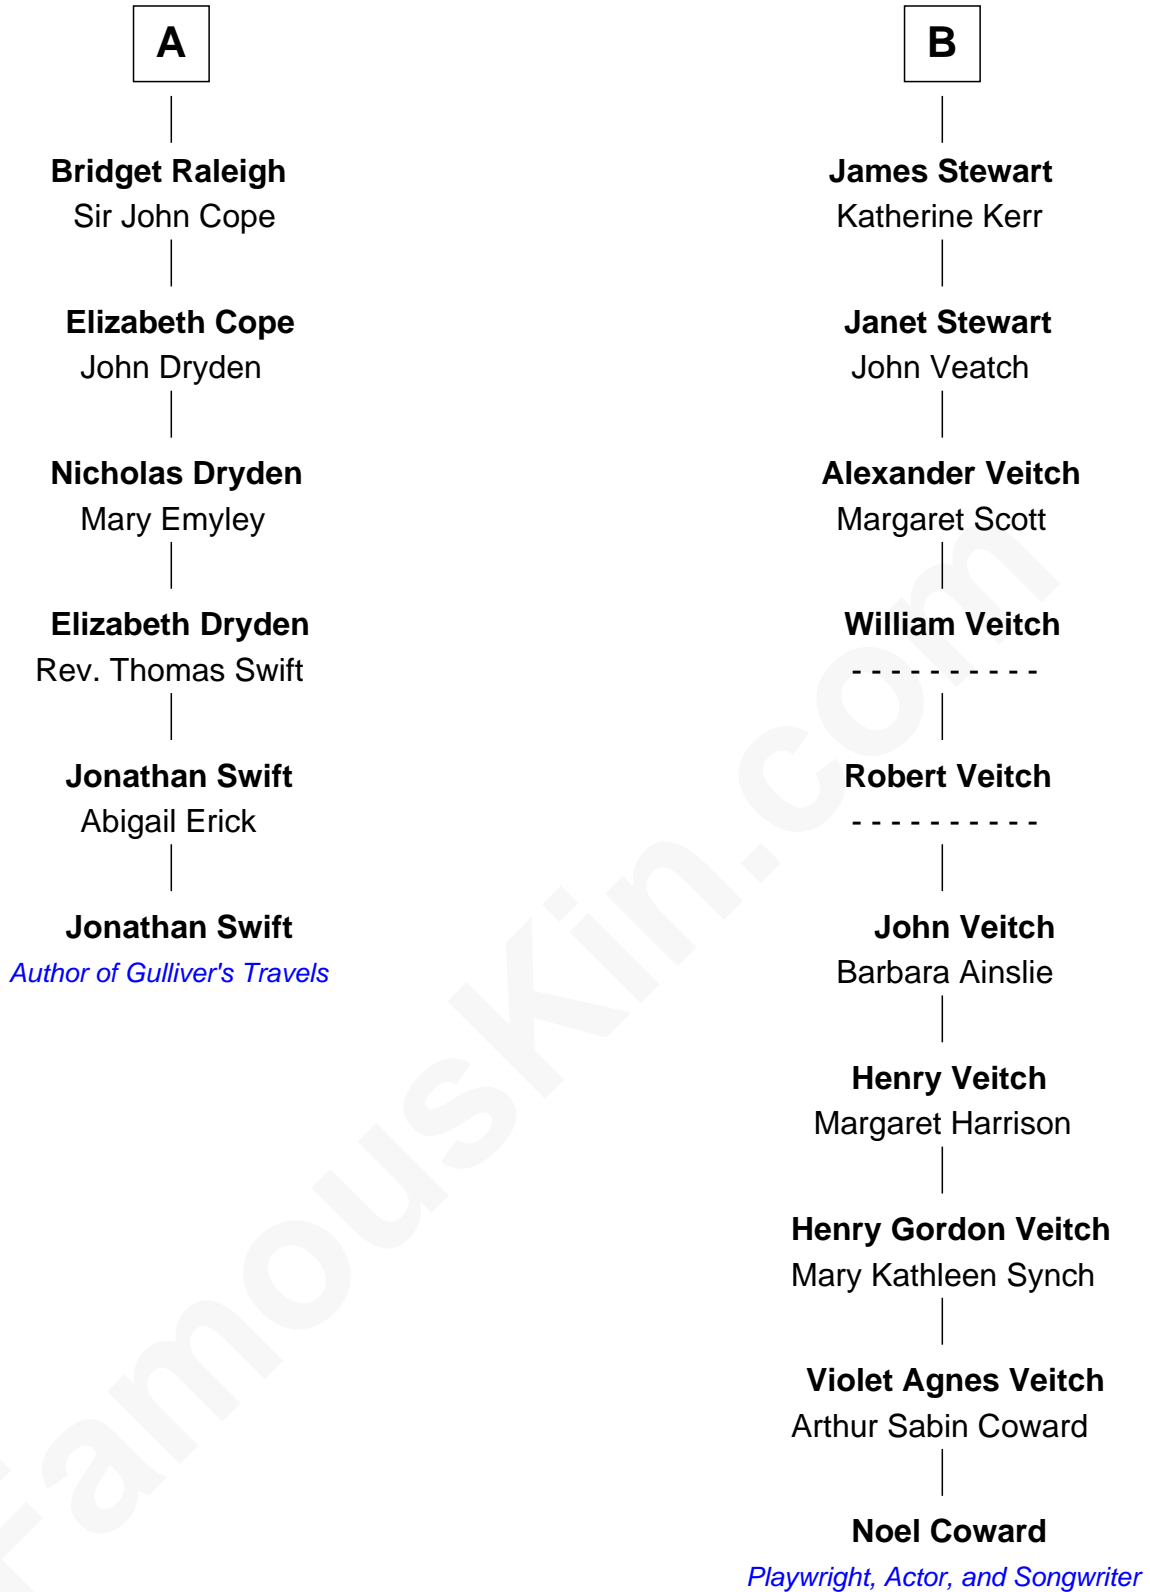 A
Bridget Raleigh
Sir John Cope
Elizabeth Cope
John Dryden
Nicholas Dryden
Mary Emyley
Elizabeth Dryden
Rev. Thomas Swift
Jonathan Swift
Abigail Erick
Jonathan Swift
Author of Gulliver's Travels
B
James Stewart
Katherine Kerr
Janet Stewart
John Veatch
Alexander Veitch
Margaret Scott
William Veitch
- - - - - - - - - -
Robert Veitch
- - - - - - - - - -
John Veitch
Barbara Ainslie
Henry Veitch
Margaret Harrison
Henry Gordon Veitch
Mary Kathleen Synch
Violet Agnes Veitch
Arthur Sabin Coward
Noel Coward
Playwright, Actor, and Songwriter
FamousKin.com